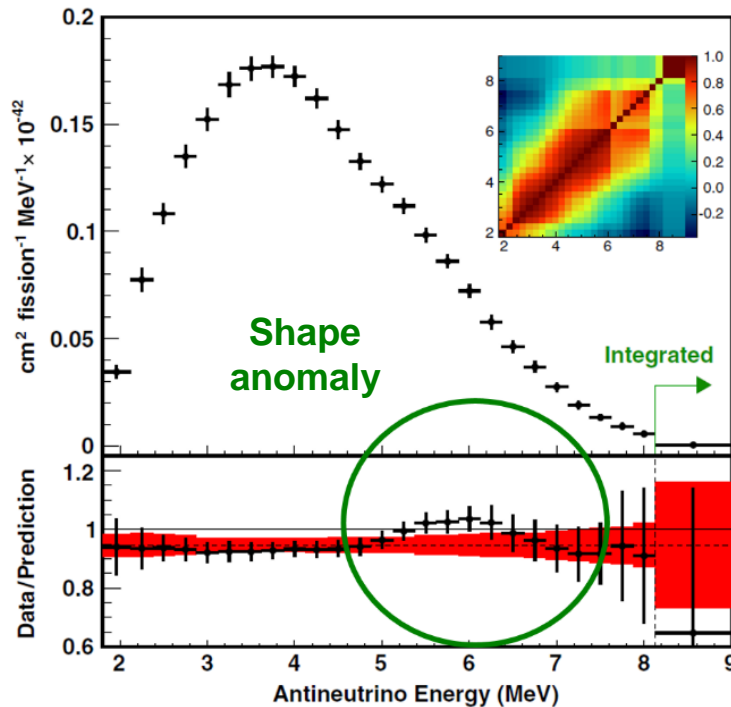 0.2
0.15
0.1
0.05
0
cm² fission⁻¹ MeV⁻¹ × 10⁻⁴²
8
6
4
2
2 4 6 8
1.0
0.8
0.6
0.4
0.2
0.0
-0.2
Shape
anomaly
Integrated
1.2
1
0.8
0.6
Data/Prediction
2 3 4 5 6 7 8 9
Antineutrino Energy (MeV)